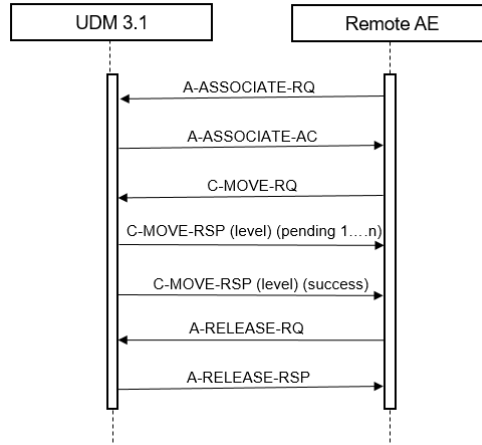 UDM 3.1
Remote AE
A-ASSOCIATE-RQ
A-ASSOCIATE-AC
C-MOVE-RQ
C-MOVE-RSP (level) (pending 1....n)
C-MOVE-RSP (level) (success)
A-RELEASE-RQ
A-RELEASE-RSP